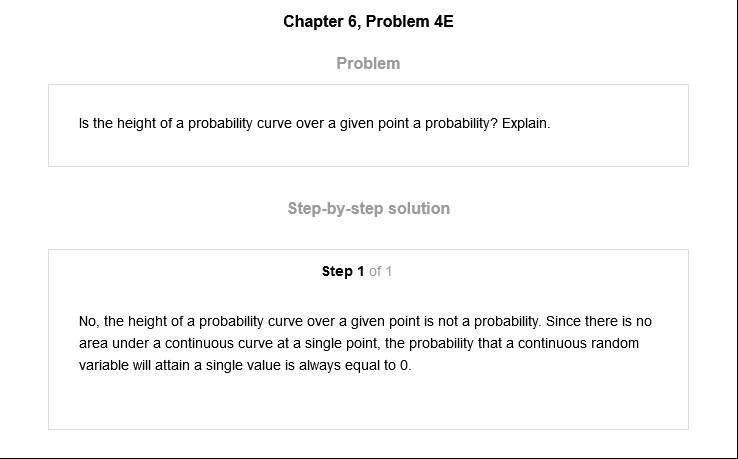 Chapter 6, Problem 4E
Problem
Is the height of a probability curve over a given point a probability? Explain.
Step-by-step solution
Step 1 of 1
No, the height of a probability curve over a given point is not a probability. Since there is no
area under a continuous curve at a single point, the probability that a continuous random
variable will attain a single value is always equal to 0.